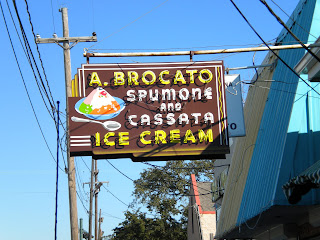 A. BROCATO
SPUMONE
AND
CASSATA
ICE CREAM